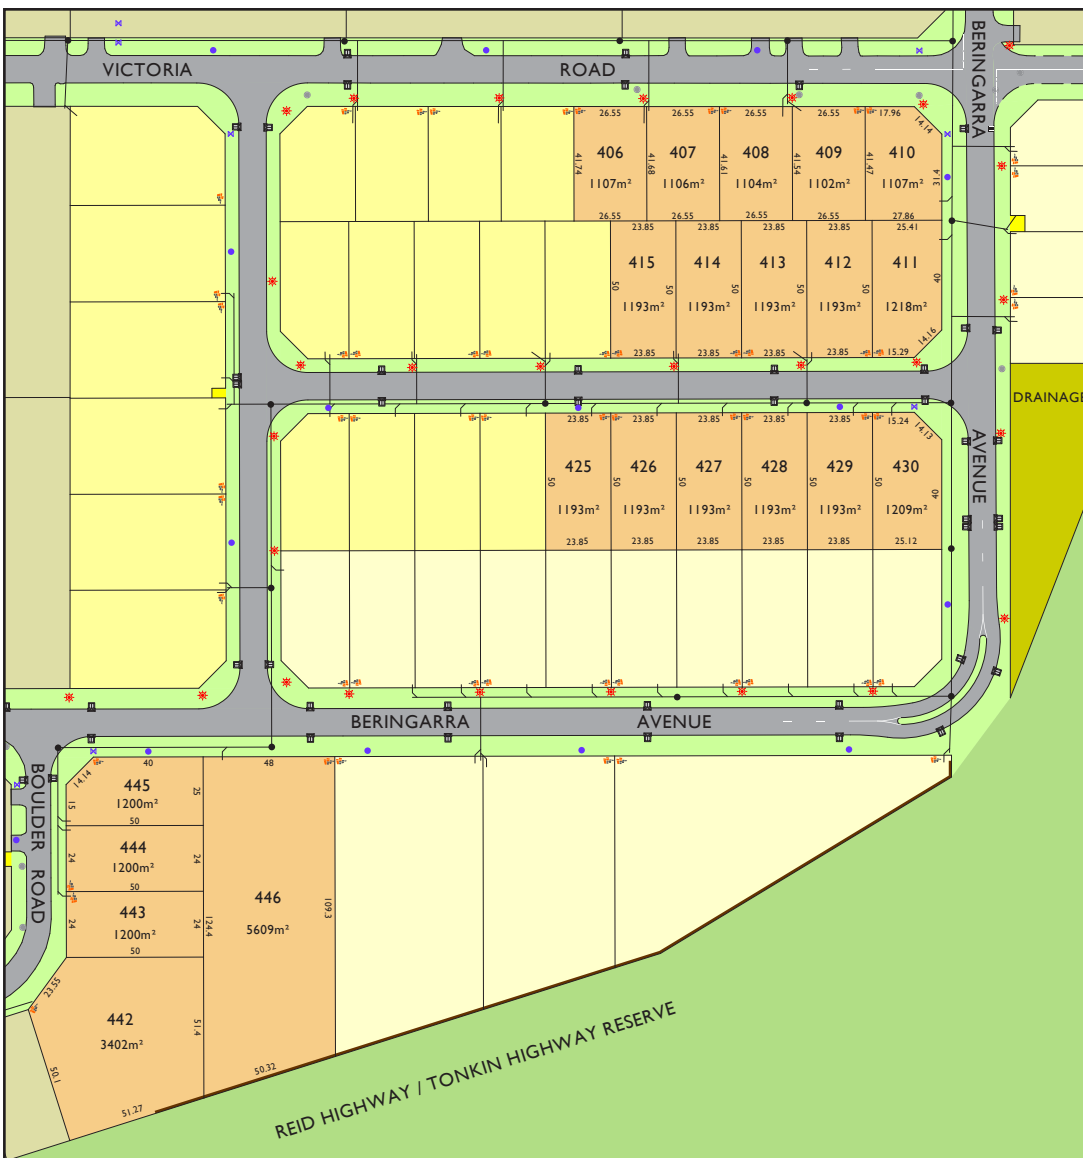 VICTORIA ROAD
BERINGARRA
26.55 26.55 26.55 26.55 17.96
14.14
406 407 408 409 410
41.74 41.68 41.61 41.54 41.47 31.4
1107m² 1106m² 1104m² 1102m² 1107m²
26.55 26.55 26.55 26.55 27.86
23.85 23.85 23.85 23.85 25.41
415 414 413 412 411
50 50 50 50 40
1193m² 1193m² 1193m² 1193m² 1218m²
14.16
23.85 23.85 23.85 23.85 15.29
DRAINAGE
23.85 23.85 23.85 23.85 23.85 15.24
14.13
AVENUE
425 426 427 428 429 430
50 50 50 50 50 40
1193m² 1193m² 1193m² 1193m² 1193m² 1209m²
23.85 23.85 23.85 23.85 23.85 25.12
BERINGARRA AVENUE
BOULDER ROAD
40 48
14.14
445
15 25
1200m²
50
444
24 24
1200m²
50
446
109.3
5609m²
443
24 24 124.4
1200m²
50
23.55
442
51.4
3402m²
50.1
50.32
51.27
REID HIGHWAY / TONKIN HIGHWAY RESERVE